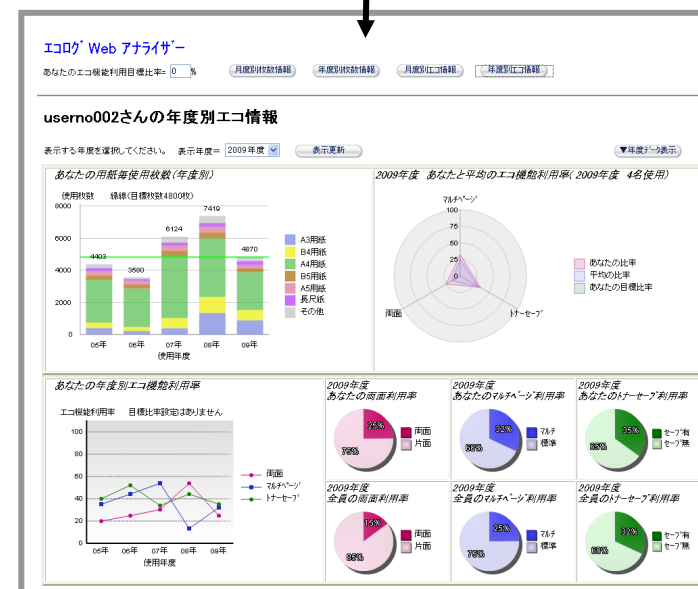 エコログ Web アナライザー
あなたのエコ機能利用目標比率= 0 %
月度別枚数情報 年度別枚数情報 月度別エコ情報 年度別エコ情報
userno002さんの年度別エコ情報
表示する年度を選択してください。 表示年度= 2009年度 表示更新 ▼年度データ表示
あなたの用紙毎使用枚数(年度別)
使用枚数 緑線(目標枚数4800枚)
8000
6000
4000
2000
0
4403
3580
6124
7419
4870
05年 06年 07年 08年 09年
使用年度
A3用紙
B4用紙
A4用紙
B5用紙
A5用紙
長尺紙
その他
2009年度 あなたと平均のエコ機能利用率(2009年度 4名使用)
マルチページ
100
75
50
25
0
両面
トナーセーブ
あなたの比率
平均の比率
あなたの目標比率
あなたの年度別エコ機能利用率
エコ機能利用率 目標比率設定はありません
100
80
60
40
20
0
05年 06年 07年 08年 09年
使用年度
両面
マルチページ
トナーセーブ
2009年度
あなたの両面利用率
25%
75%
両面
片面
2009年度
あなたのマルチページ利用率
32%
68%
マルチ
標準
2009年度
あなたのトナーセーブ利用率
35%
65%
セーブ有
セーブ無
2009年度
全員の両面利用率
15%
85%
両面
片面
2009年度
全員のマルチページ利用率
25%
75%
マルチ
標準
2009年度
全員のトナーセーブ利用率
32%
68%
セーブ有
セーブ無